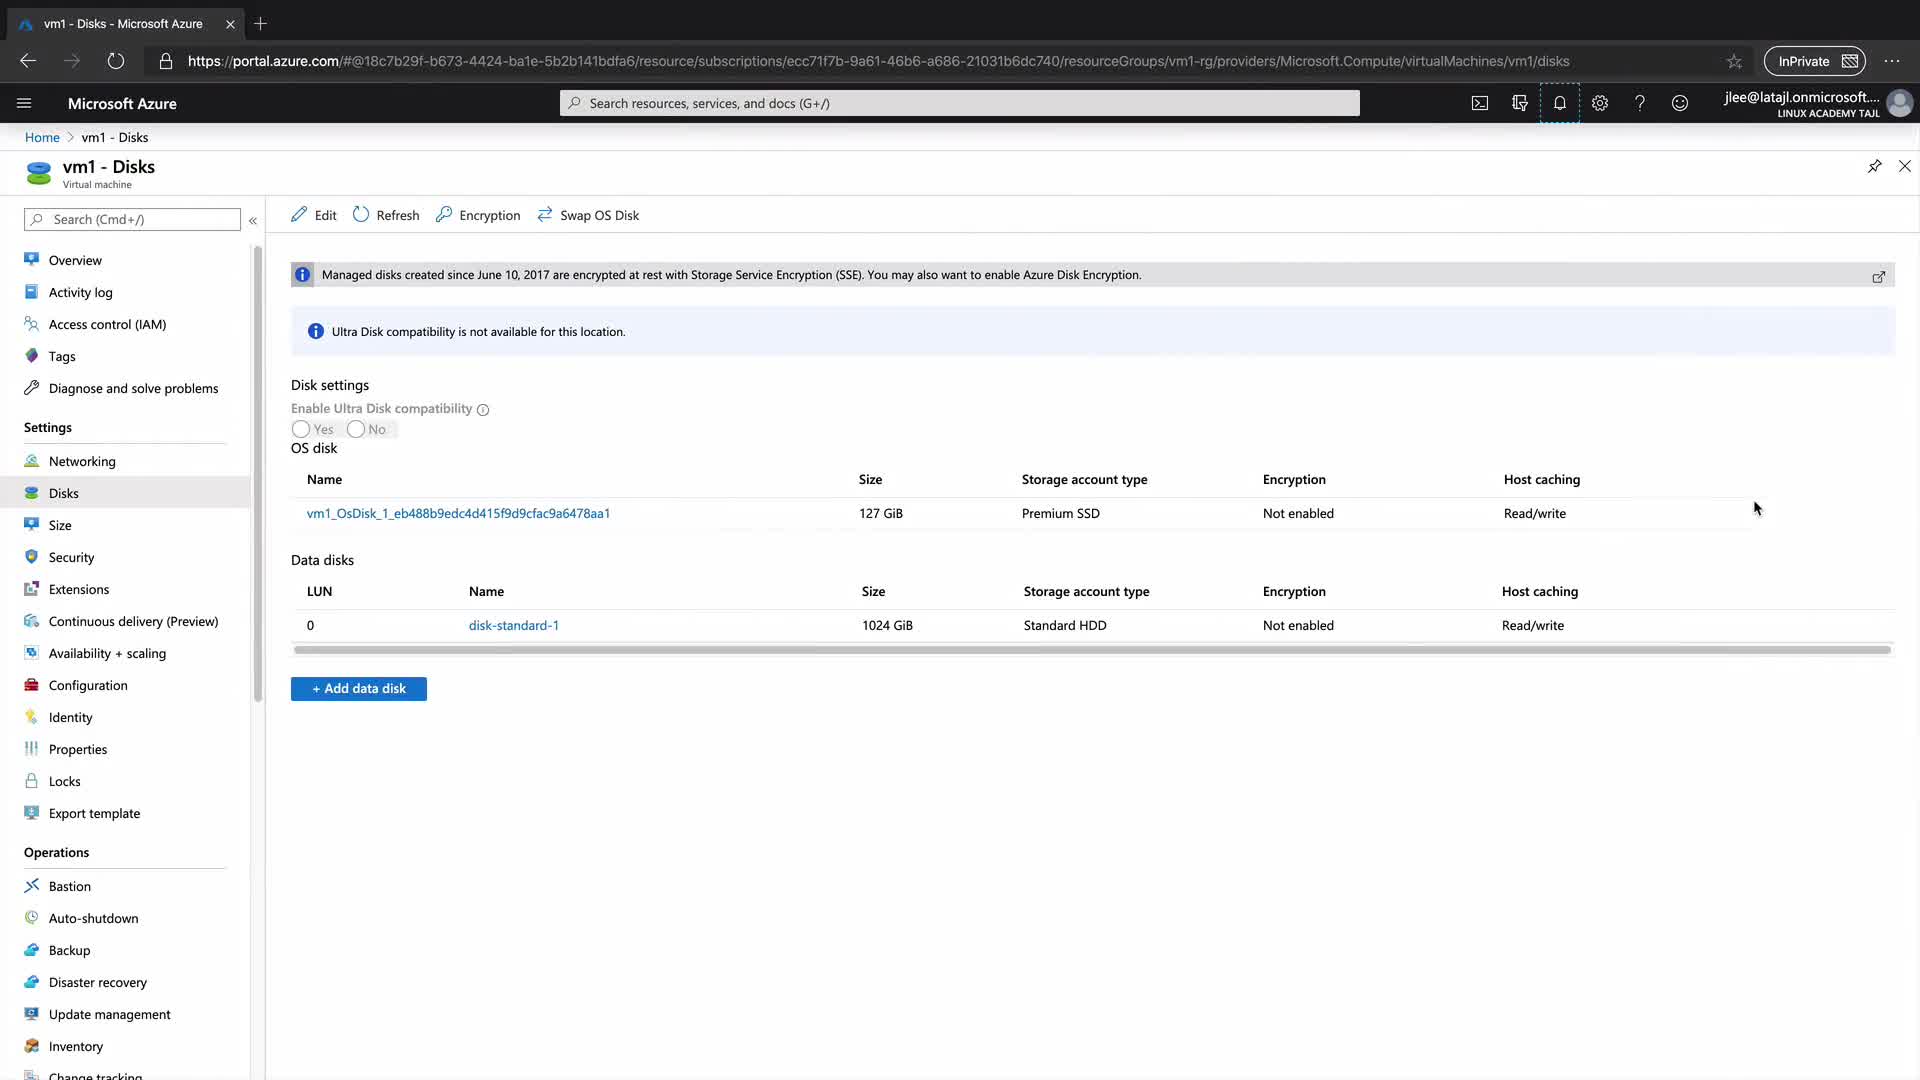 vm1 - Disks - Microsoft Azure
https://portal.azure.com/#@18c7b29f-b673-4424-ba1e-5b2b141bdfa6/resource/subscriptions/ecc71f7b-9a61-46b6-a686-21031b6dc740/resourceGroups/vm1-rg/providers/Microsoft.Compute/virtualMachines/vm1/disks
InPrivate
Microsoft Azure
Search resources, services, and docs (G+/)
jlee@latajl.onmicrosoft....
LINUX ACADEMY TAJL
Home > vm1 - Disks
vm1 - Disks
Virtual machine
Search (Cmd+/)
«
Edit Refresh Encryption Swap OS Disk
Managed disks created since June 10, 2017 are encrypted at rest with Storage Service Encryption (SSE). You may also want to enable Azure Disk Encryption.
Ultra Disk compatibility is not available for this location.
Overview
Activity log
Access control (IAM)
Tags
Diagnose and solve problems
Settings
Networking
Disks
Size
Security
Extensions
Continuous delivery (Preview)
Availability + scaling
Configuration
Identity
Properties
Locks
Export template
Operations
Bastion
Auto-shutdown
Backup
Disaster recovery
Update management
Inventory
Change tracking
Disk settings
Enable Ultra Disk compatibility
Yes No
OS disk
Name Size Storage account type Encryption Host caching
vm1_OsDisk_1_eb488b9edc4d415f9d9cfac9a6478aa1 127 GiB Premium SSD Not enabled Read/write
Data disks
LUN Name Size Storage account type Encryption Host caching
0 disk-standard-1 1024 GiB Standard HDD Not enabled Read/write
+ Add data disk